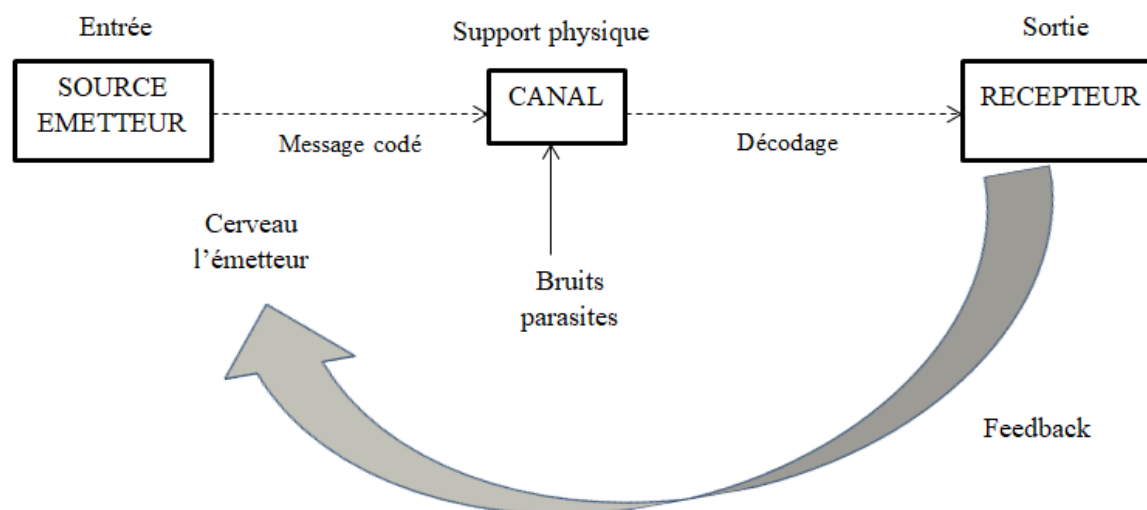 Entrée
Support physique
Sortie
SOURCE
EMETTEUR
CANAL
RECEPTEUR
Message codé
Décodage
Cerveau
l’émetteur
Bruits
parasites
Feedback